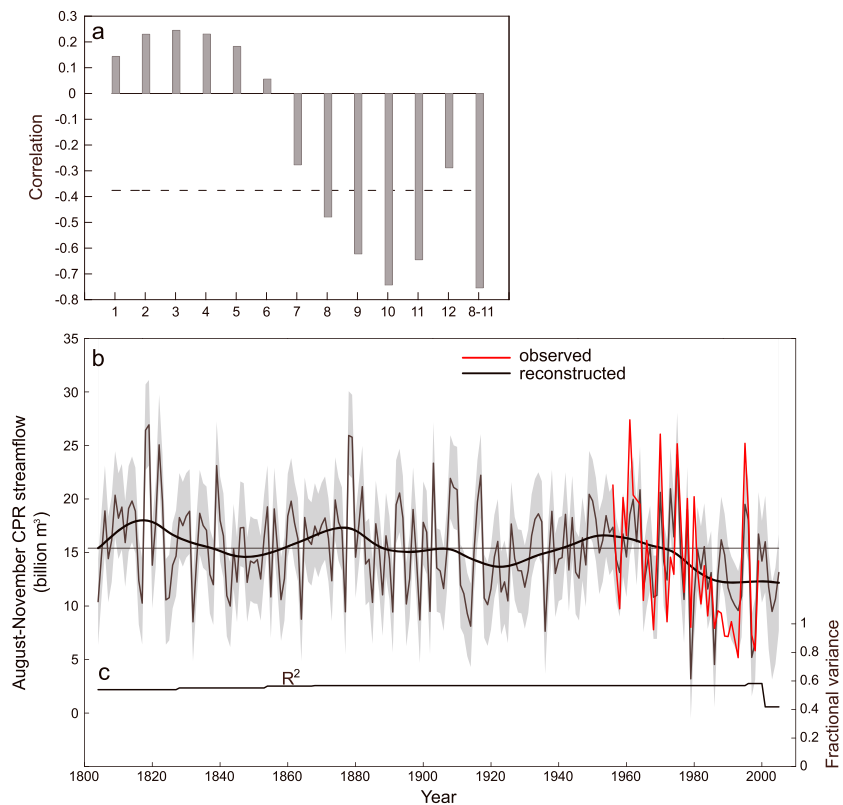 a
Correlation
0.3
0.2
0.1
0
-0.1
-0.2
-0.3
-0.4
-0.5
-0.6
-0.7
-0.8
1 2 3 4 5 6 7 8 9 10 11 12 8-11
b
observed
reconstructed
August-November CPR streamflow
(billion m³)
35
30
25
20
15
10
5
0
c
R²
1
0.8
0.6
0.4
0.2
0
Fractional variance
1800 1820 1840 1860 1880 1900 1920 1940 1960 1980 2000
Year